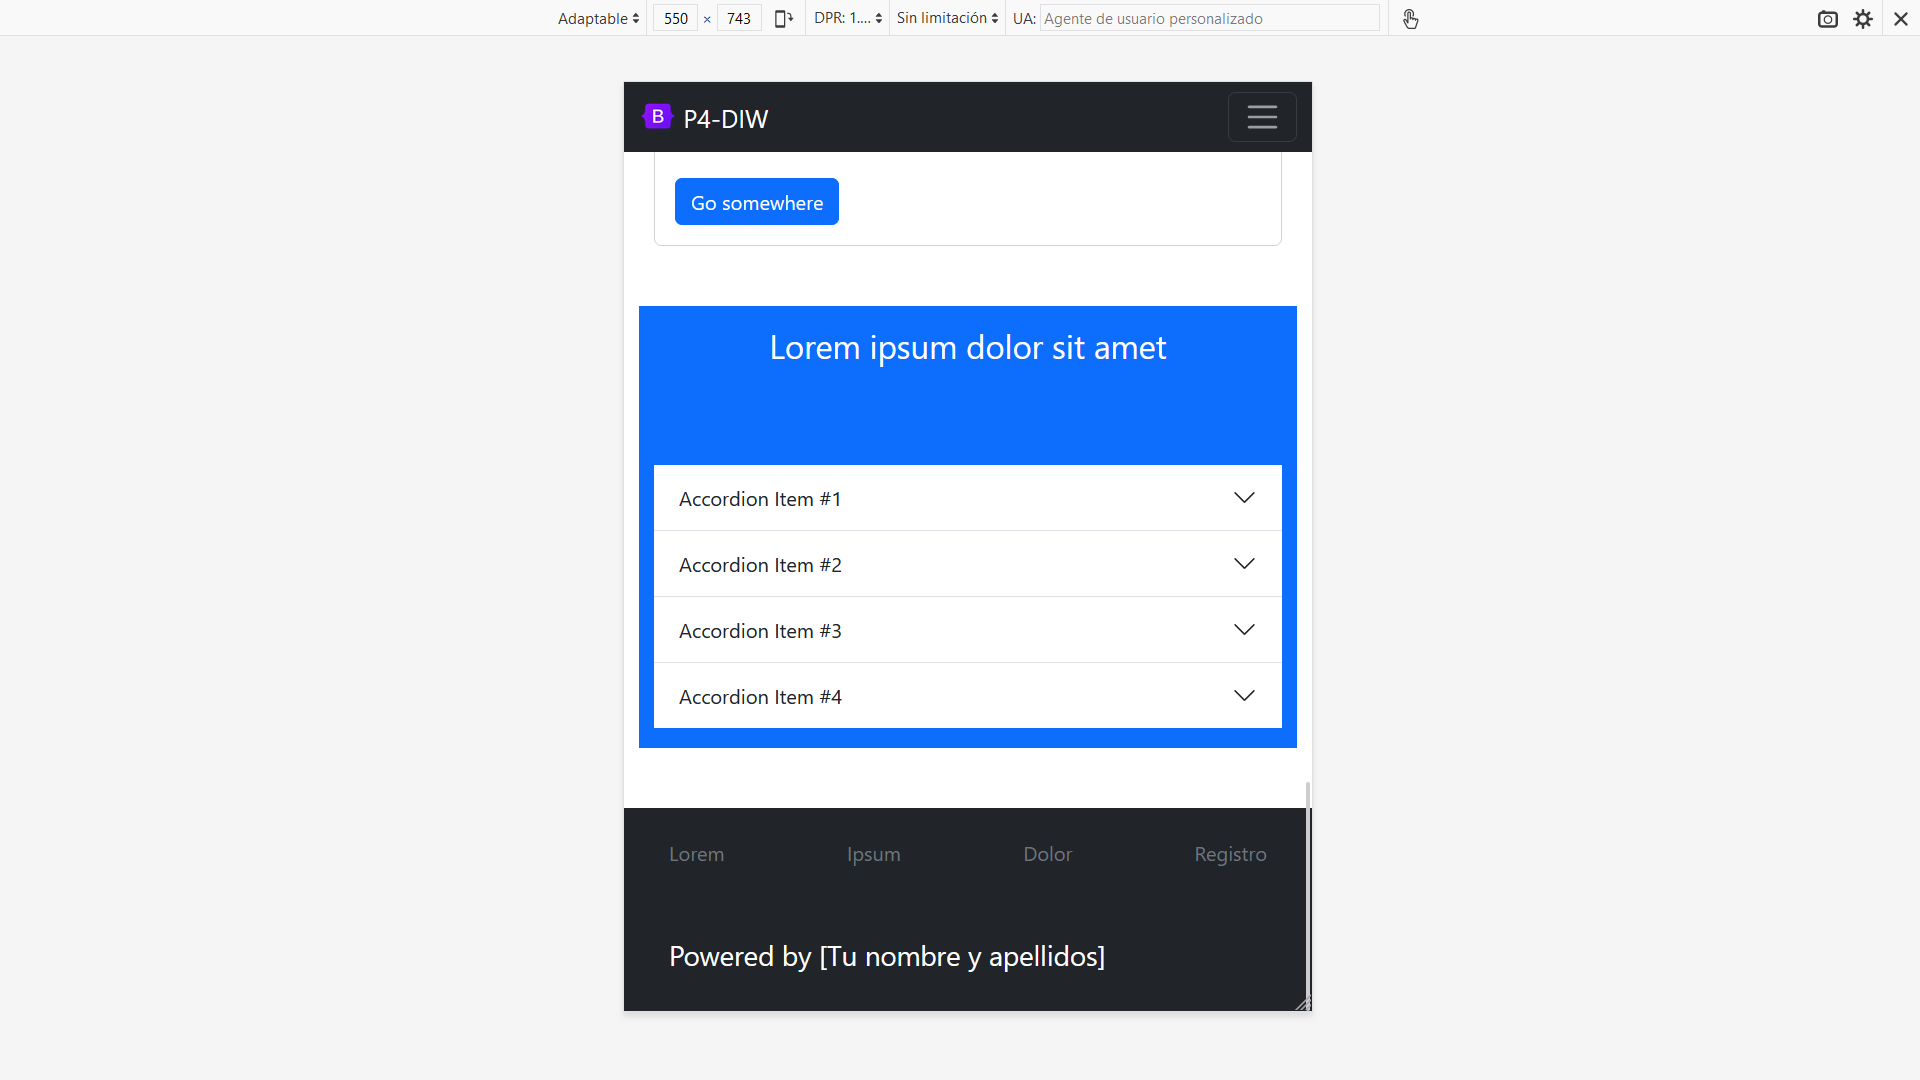 Adaptable 550 × 743 DPR: 1.... Sin limitación UA: Agente de usuario personalizado
B P4-DIW
Go somewhere
Lorem ipsum dolor sit amet
Accordion Item #1
Accordion Item #2
Accordion Item #3
Accordion Item #4
Lorem Ipsum Dolor Registro
Powered by [Tu nombre y apellidos]